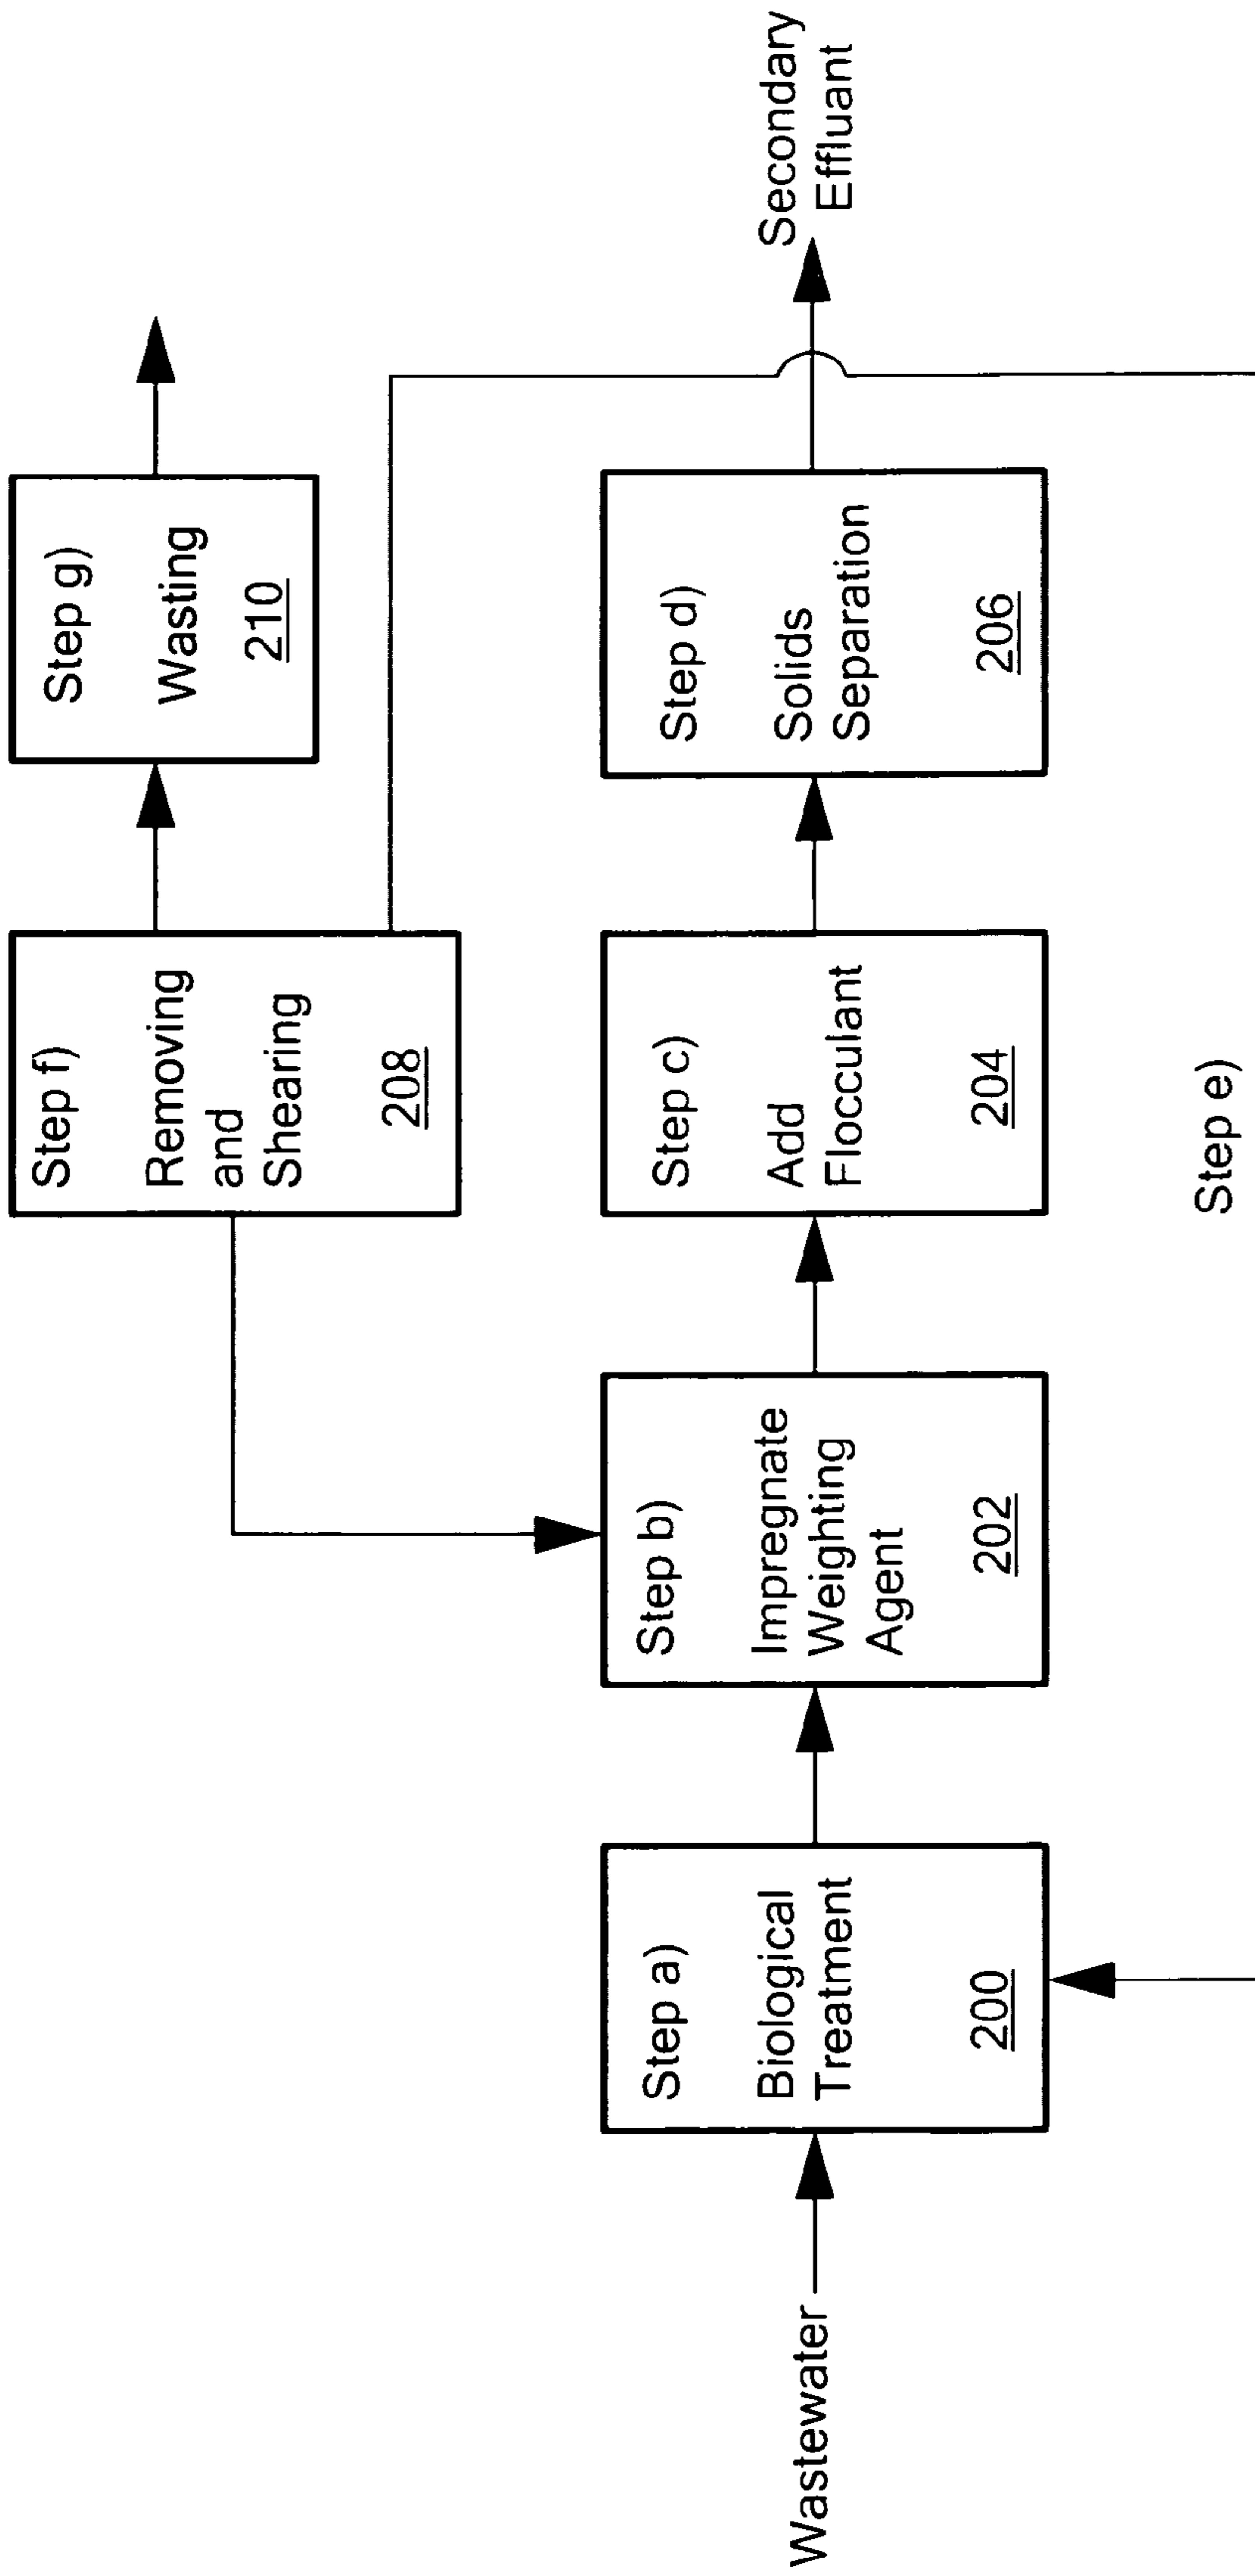 Step f)
Removing
and
Shearing
208
Step g)
Wasting
210
Wastewater
Step a)
Biological
Treatment
200
Step b)
Impregnate
Weighting
Agent
202
Step c)
Add
Flocculant
204
Step d)
Solids
Separation
206
Secondary
Effluant
Step e)